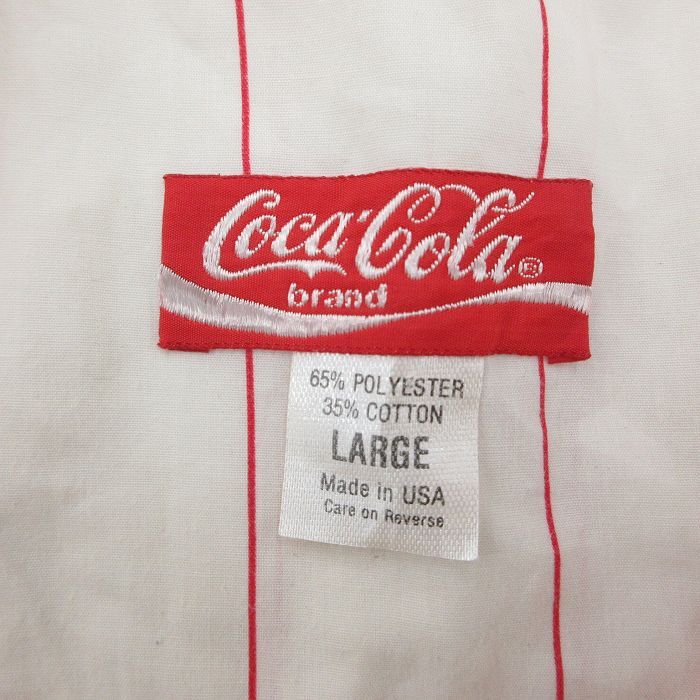 Coca-Cola®
brand
65% POLYESTER
35% COTTON
LARGE
Made in USA
Care on Reverse